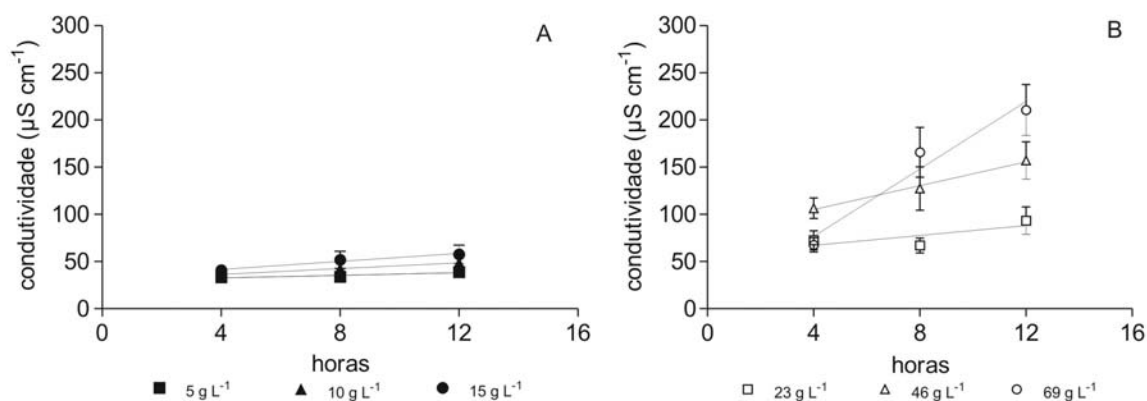 A
condutividade (µS cm⁻¹)
300
250
200
150
100
50
0
0 4 8 12 16
horas
5 g L⁻¹ 10 g L⁻¹ 15 g L⁻¹
B
condutividade (µS cm⁻¹)
300
250
200
150
100
50
0
0 4 8 12 16
horas
23 g L⁻¹ 46 g L⁻¹ 69 g L⁻¹